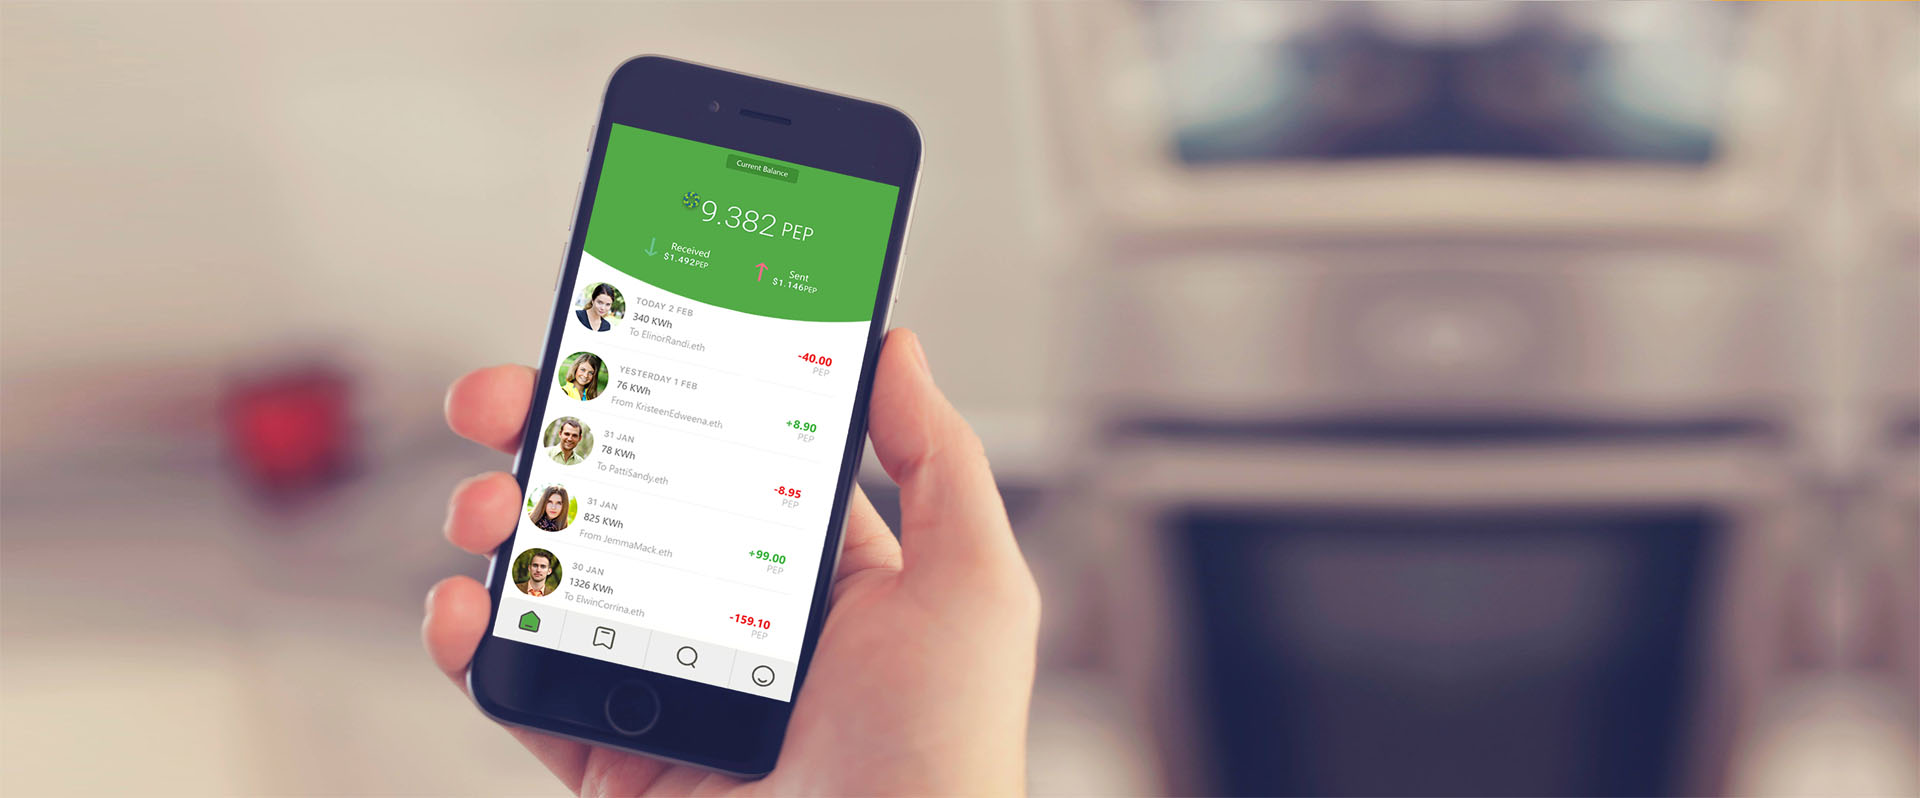 Current Balance
9.382 PEP
Received
$1.492PEP
Sent
$1.146PEP
TODAY 2 FEB
340 KWh
To ElinorRandi.eth
-40.00
PEP
YESTERDAY 1 FEB
76 KWh
From KristeenEdweena.eth
+8.90
PEP
31 JAN
78 KWh
To PattiSandy.eth
-8.95
PEP
31 JAN
825 KWh
From JemmaMack.eth
+99.00
PEP
30 JAN
1326 KWh
To ElwinCorrina.eth
-159.10
PEP